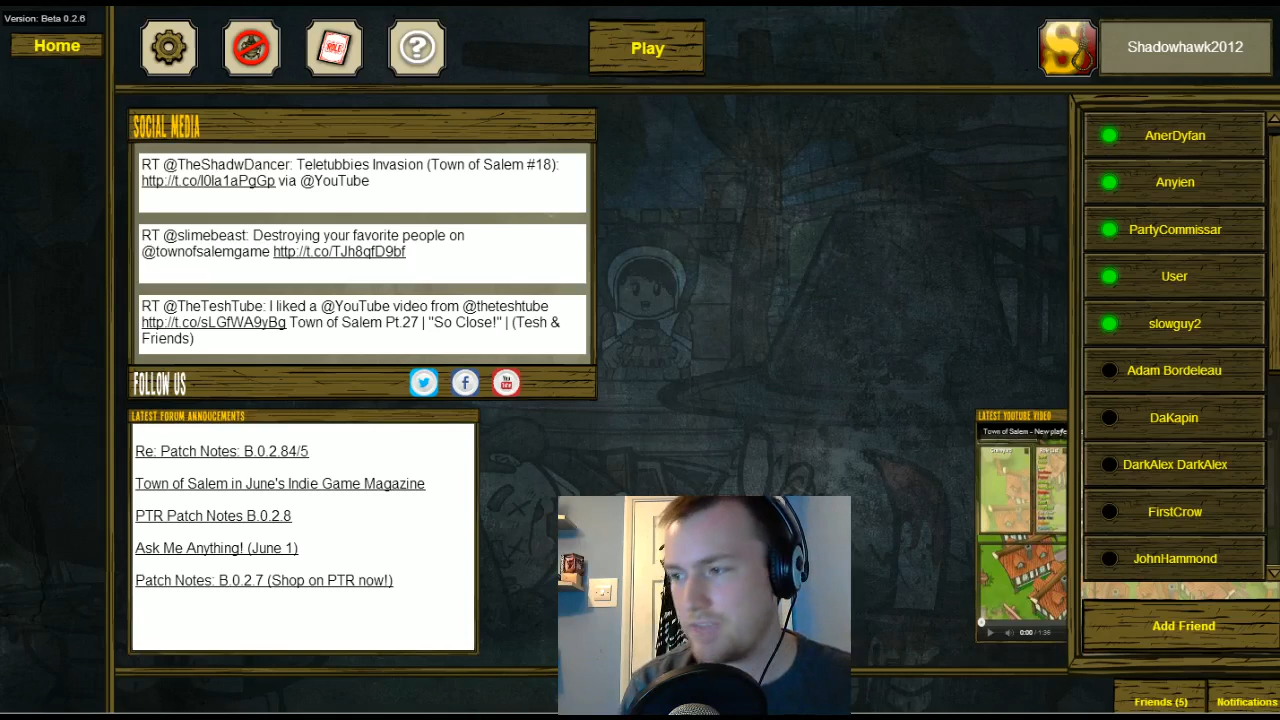 Version: Beta 0.2.6
Home
ROLE
?
Play
S
Shadowhawk2012
SOCIAL MEDIA
RT @TheShadwDancer: Teletubbies Invasion (Town of Salem #18):
http://t.co/l0la1aPgGp via @YouTube
RT @slimebeast: Destroying your favorite people on
@townofsalemgame http://t.co/TJh8qfD9bf
RT @TheTeshTube: I liked a @YouTube video from @theteshtube
http://t.co/sLGfWA9yBg Town of Salem Pt.27 | "So Close!" | (Tesh &
Friends)
FOLLOW US
f
You
LATEST FORUM ANNOUCEMENTS
Re: Patch Notes: B.0.2.84/5
Town of Salem in June's Indie Game Magazine
PTR Patch Notes B.0.2.8
Ask Me Anything! (June 1)
Patch Notes: B.0.2.7 (Shop on PTR now!)
LATEST YOUTUBE VIDEO
Town of Salem - New playe
0:00 / 1:36
AnerDyfan
Anyien
PartyCommissar
User
slowguy2
Adam Bordeleau
DaKapin
DarkAlex DarkAlex
FirstCrow
JohnHammond
Add Friend
Friends (5)
Notifications